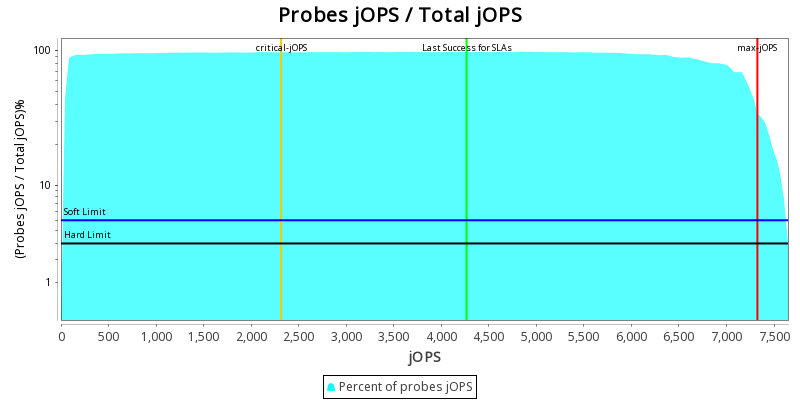 Probes jOPS / Total jOPS
critical-jOPS
Last Success for SLAs
max-jOPS
Soft Limit
Hard Limit
(Probes jOPS / Total jOPS)%
100
10
1
0
500
1,000
1,500
2,000
2,500
3,000
3,500
4,000
4,500
5,000
5,500
6,000
6,500
7,000
7,500
jOPS
Percent of probes jOPS